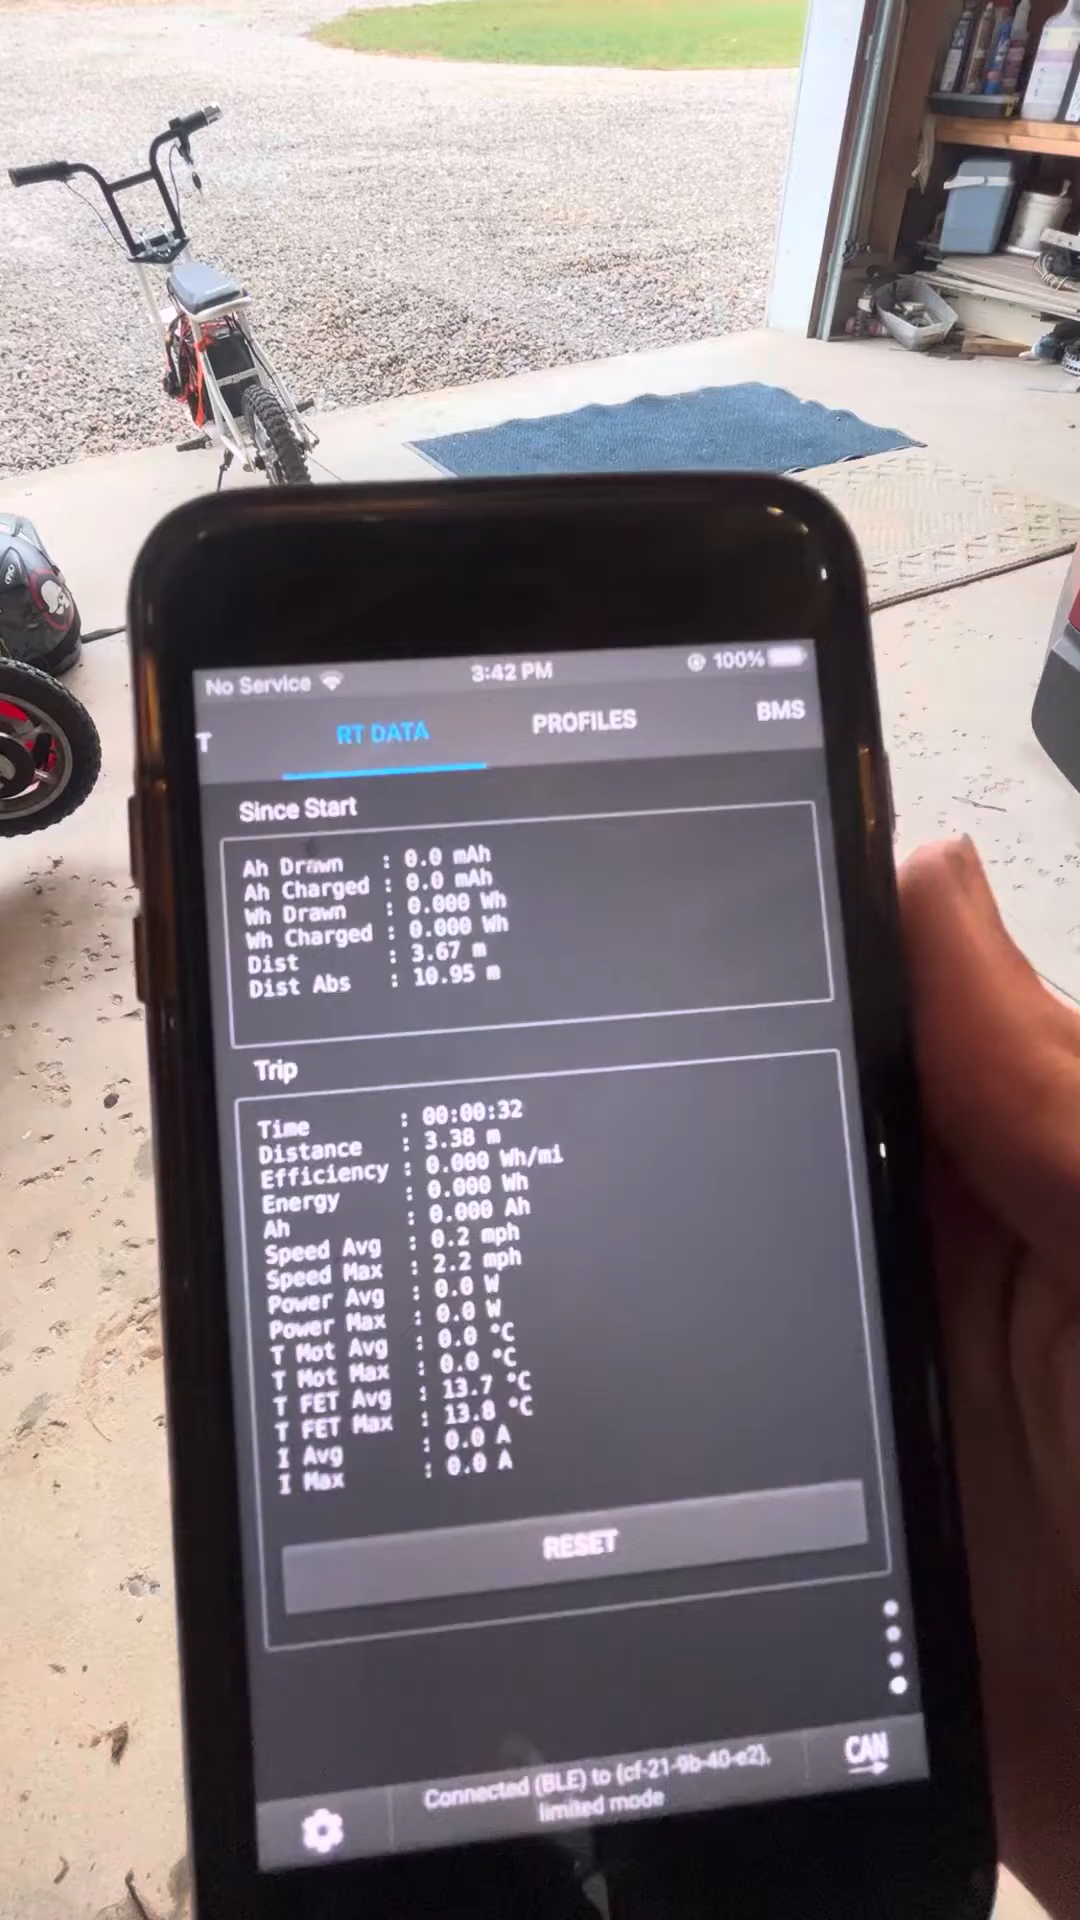 No Service 3:42 PM 100%
T RT DATA PROFILES BMS
Since Start
Ah Drawn : 0.0 mAh
Ah Charged : 0.0 mAh
Wh Drawn : 0.000 Wh
Wh Charged : 0.000 Wh
Dist : 3.67 m
Dist Abs : 10.95 m
Trip
Time : 00:00:32
Distance : 3.38 m
Efficiency : 0.000 Wh/mi
Energy : 0.000 Wh
Ah : 0.000 Ah
Speed Avg : 0.2 mph
Speed Max : 2.2 mph
Power Avg : 0.0 W
Power Max : 0.0 W
T Mot Avg : 0.0 °C
T Mot Max : 0.0 °C
T FET Avg : 13.7 °C
T FET Max : 13.8 °C
I Avg : 0.0 A
I Max : 0.0 A
RESET
Connected (BLE) to {cf-21-9b-40-e2},
limited mode
CAN